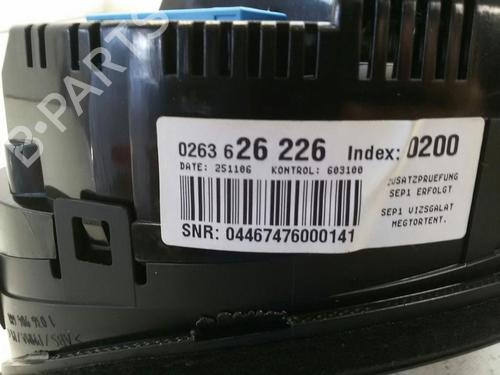 0263 626 226 Index: 0200
DATE: 251106 KONTROL: 603100
ZUSATZPRUEFUNG
SEP1 ERFOLGT
SEP1 VIZSGALAT
MEGTORTENT.
SNR: 04467476000141
B-PARTS